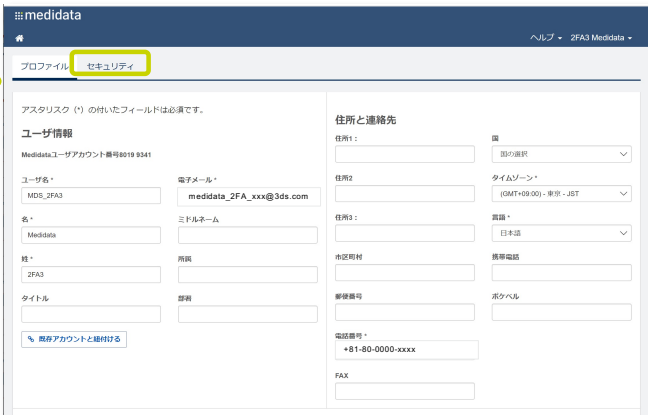 medidata
ヘルプ 2FA3 Medidata
プロファイル セキュリティ
アスタリスク (*) の付いたフィールドは必須です。
ユーザ情報
Medidataユーザアカウント番号8019 9341
ユーザ名 *
電子メール *
MDS_2FA3
medidata_2FA_xxx@3ds.com
名 *
ミドルネーム
Medidata
姓 *
所属
2FA3
タイトル
部署
既存アカウントと紐付ける
住所と連絡先
住所1：
国
国の選択
住所2
タイムゾーン *
(GMT+09:00) - 東京 - JST
住所3：
言語 *
日本語
市区町村
携帯電話
郵便番号
ポケベル
電話番号 *
+81-80-0000-xxxx
FAX